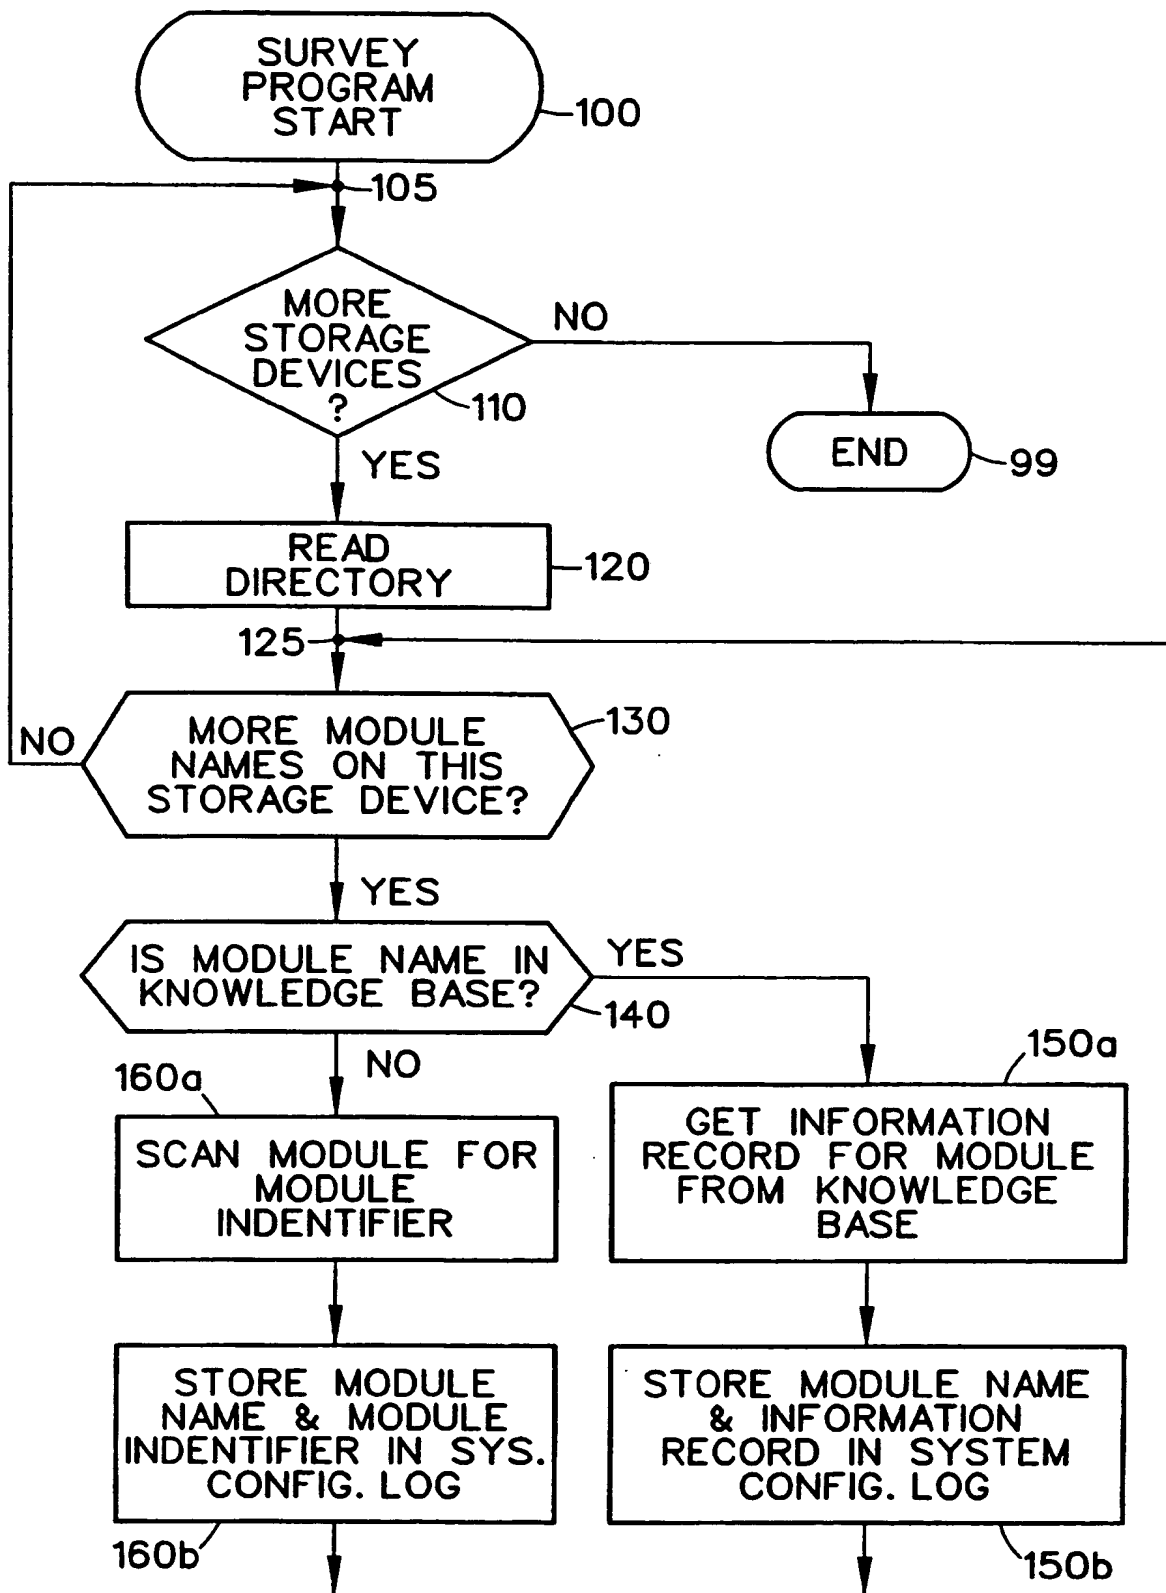 SURVEY
PROGRAM
START
100
105
MORE
STORAGE
DEVICES
?
110
NO
END
99
YES
READ
DIRECTORY
120
125
MORE MODULE
NAMES ON THIS
STORAGE DEVICE?
130
NO
YES
IS MODULE NAME IN
KNOWLEDGE BASE?
140
YES
NO
160a
SCAN MODULE FOR
MODULE
INDENTIFIER
150a
GET INFORMATION
RECORD FOR MODULE
FROM KNOWLEDGE
BASE
STORE MODULE
NAME & MODULE
INDENTIFIER IN SYS.
CONFIG. LOG
160b
STORE MODULE NAME
& INFORMATION
RECORD IN SYSTEM
CONFIG. LOG
150b